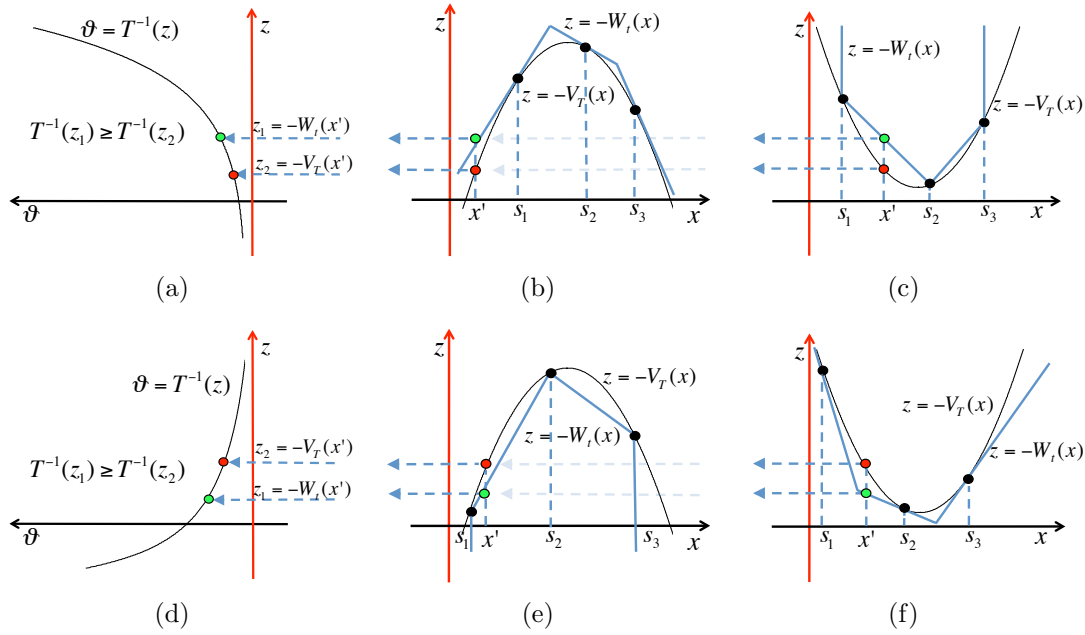 ϑ = T⁻¹(z)
z
T⁻¹(z₁) ≥ T⁻¹(z₂)
z₁ = −Wₜ(x')
z₂ = −V_T(x')
ϑ
(a)
z
z = −Wₜ(x)
z = −V_T(x)
x' s₁ s₂ s₃ x
(b)
z
z = −Wₜ(x)
z = −V_T(x)
s₁ x' s₂ s₃ x
(c)
z
ϑ = T⁻¹(z)
z₂ = −V_T(x')
T⁻¹(z₁) ≥ T⁻¹(z₂)
z₁ = −Wₜ(x')
ϑ
(d)
z
z = −V_T(x)
z = −Wₜ(x)
s₁ x' s₂ s₃ x
(e)
z
z = −V_T(x)
z = −Wₜ(x)
s₁ x' s₂ s₃ x
(f)